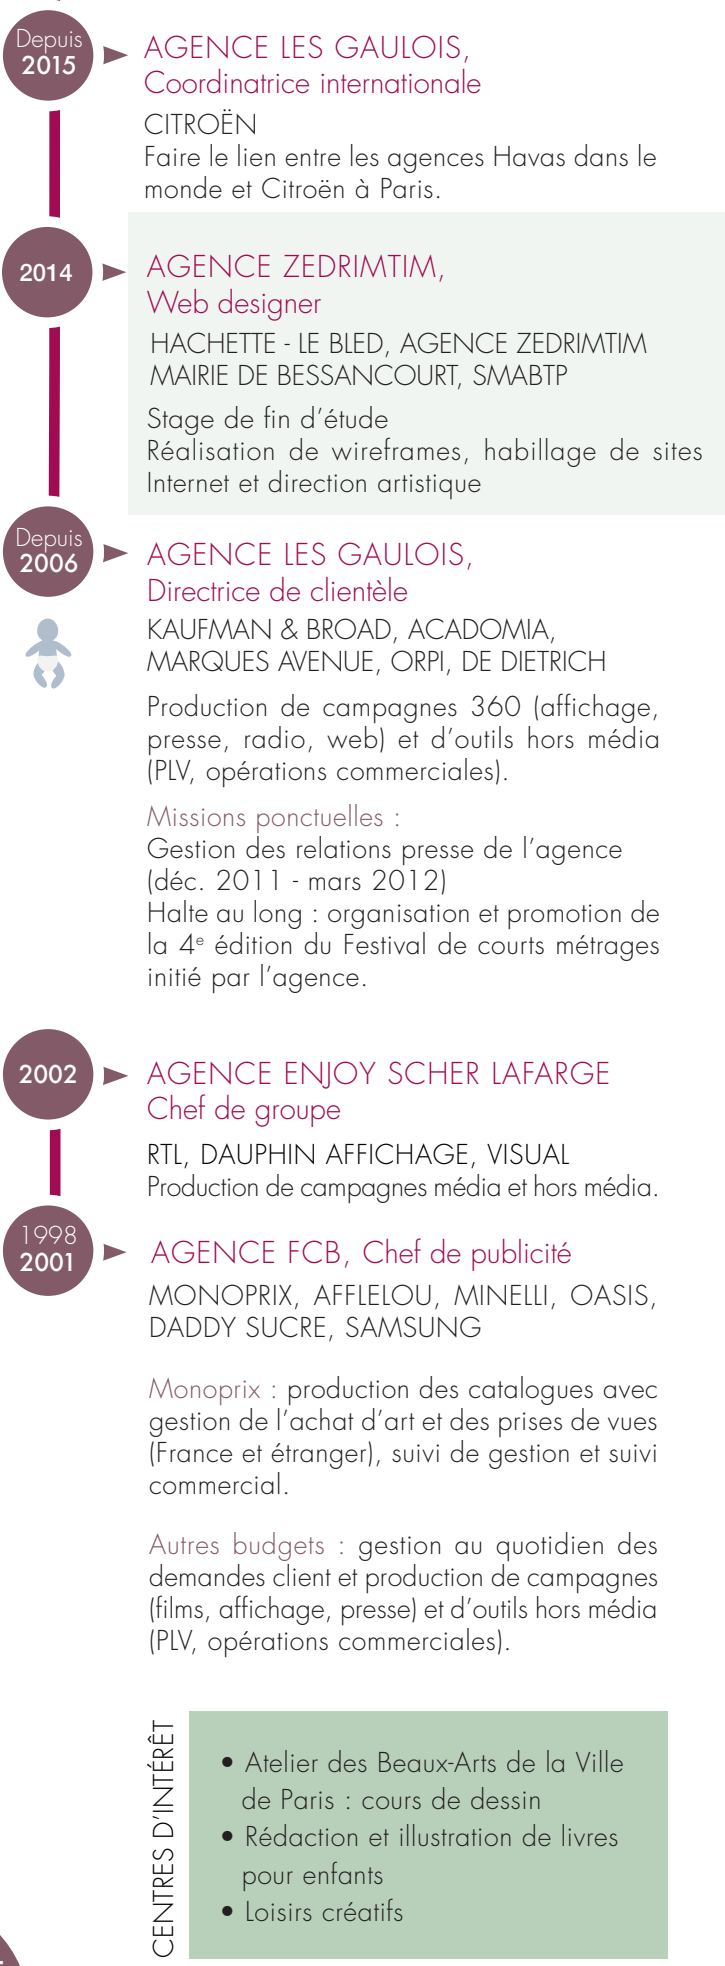 Depuis
2015
AGENCE LES GAULOIS,
Coordinatrice internationale
CITROËN
Faire le lien entre les agences Havas dans le
monde et Citroën à Paris.
2014
AGENCE ZEDRIMTIM,
Web designer
HACHETTE - LE BLED, AGENCE ZEDRIMTIM
MAIRIE DE BESSANCOURT, SMABTP
Stage de fin d’étude
Réalisation de wireframes, habillage de sites
Internet et direction artistique
Depuis
2006
AGENCE LES GAULOIS,
Directrice de clientèle
KAUFMAN & BROAD, ACADOMIA,
MARQUES AVENUE, ORPI, DE DIETRICH
Production de campagnes 360 (affichage,
presse, radio, web) et d’outils hors média
(PLV, opérations commerciales).
Missions ponctuelles :
Gestion des relations presse de l’agence
(déc. 2011 - mars 2012)
Halte au long : organisation et promotion de
la 4e édition du Festival de courts métrages
initié par l’agence.
2002
AGENCE ENJOY SCHER LAFARGE
Chef de groupe
RTL, DAUPHIN AFFICHAGE, VISUAL
Production de campagnes média et hors média.
1998
2001
AGENCE FCB, Chef de publicité
MONOPRIX, AFFLELOU, MINELLI, OASIS,
DADDY SUCRE, SAMSUNG
Monoprix : production des catalogues avec
gestion de l’achat d’art et des prises de vues
(France et étranger), suivi de gestion et suivi
commercial.
Autres budgets : gestion au quotidien des
demandes client et production de campagnes
(films, affichage, presse) et d’outils hors média
(PLV, opérations commerciales).
CENTRES D’INTÉRÊT
• Atelier des Beaux-Arts de la Ville
de Paris : cours de dessin
• Rédaction et illustration de livres
pour enfants
• Loisirs créatifs